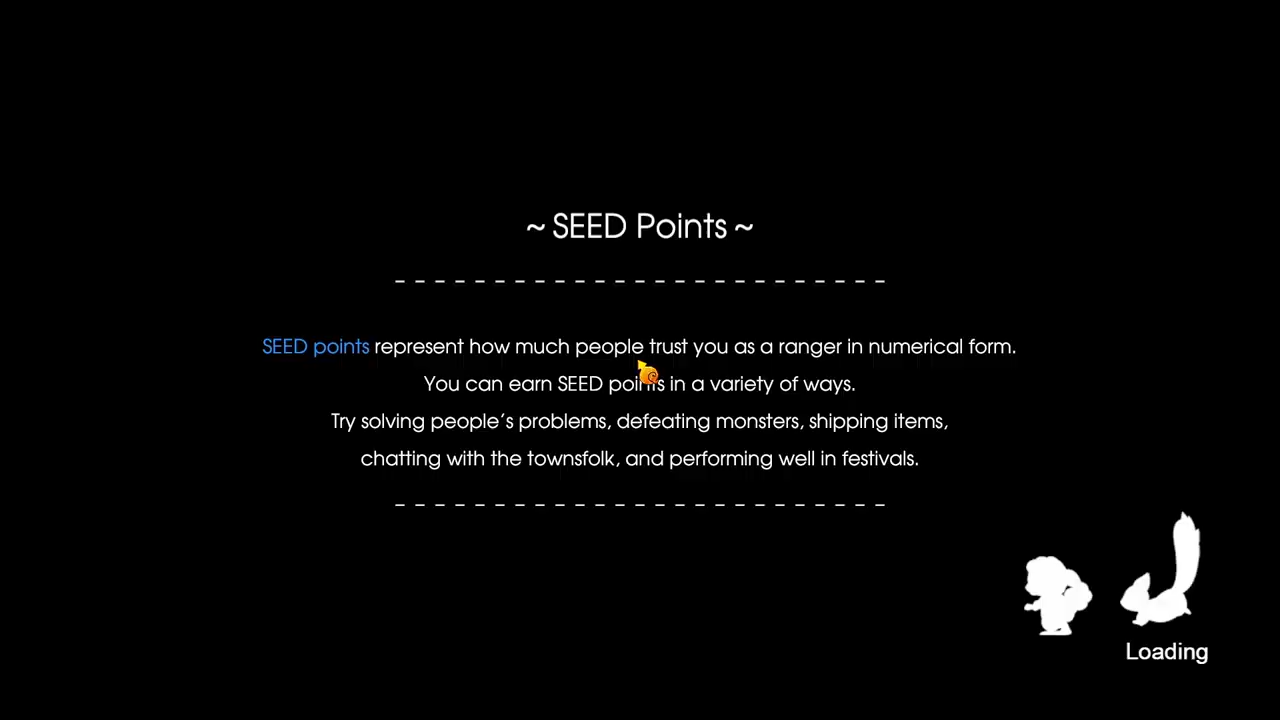 ~ SEED Points ~
- - - - - - - - - - - - - - - - - - - - - - - - -
SEED points represent how much people trust you as a ranger in numerical form.
You can earn SEED points in a variety of ways.
Try solving people's problems, defeating monsters, shipping items,
chatting with the townsfolk, and performing well in festivals.
- - - - - - - - - - - - - - - - - - - - - - - - -
Loading